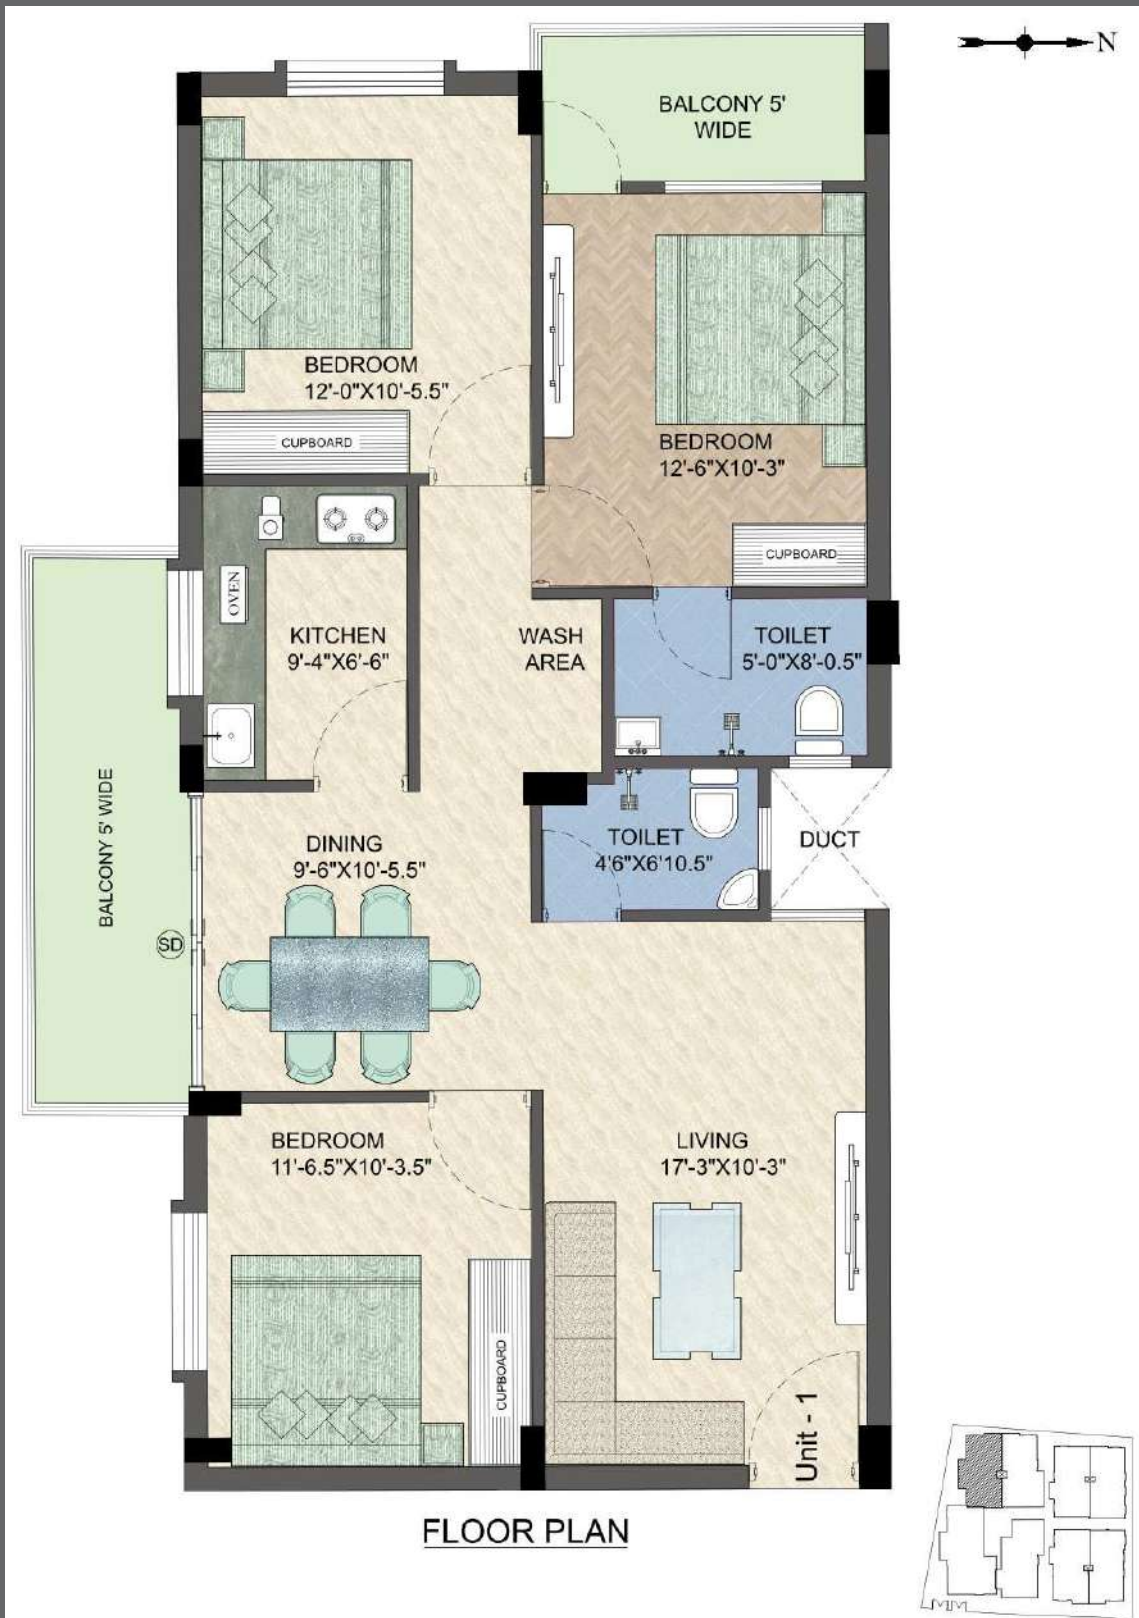 N
BALCONY 5'
WIDE
BEDROOM
12'-0"X10'-5.5"
CUPBOARD
BEDROOM
12'-6"X10'-3"
CUPBOARD
OVEN
KITCHEN
9'-4"X6'-6"
WASH
AREA
TOILET
5'-0"X8'-0.5"
BALCONY 5' WIDE
DINING
9'-6"X10'-5.5"
TOILET
4'6"X6'10.5"
DUCT
SD
BEDROOM
11'-6.5"X10'-3.5"
LIVING
17'-3"X10'-3"
CUPBOARD
Unit - 1
FLOOR PLAN